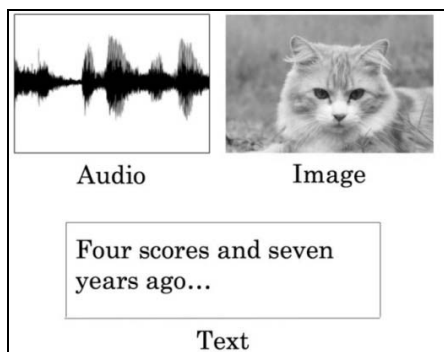 Audio
Image
Four scores and seven
years ago…
Text